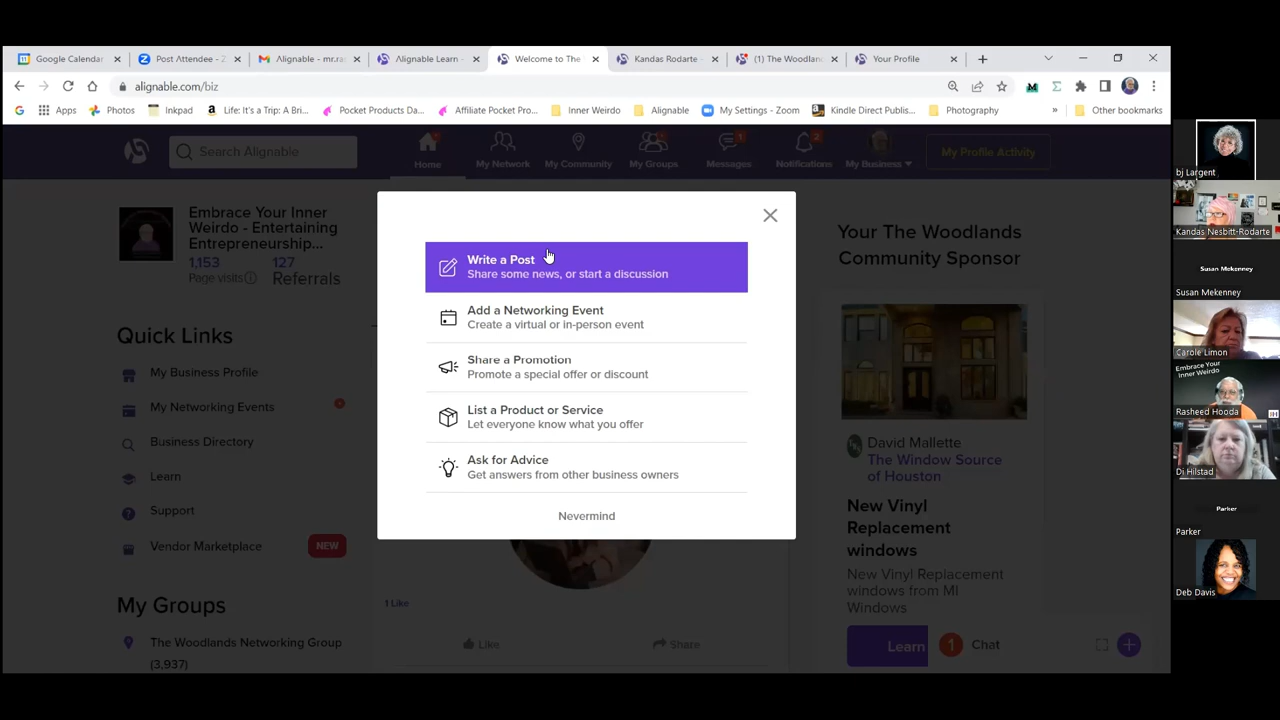 Google Calendar
Post Attendee - Z
Alignable - mr.ra
Alignable Learn -
Welcome to The
Kandas Rodarte -
(1) The Woodlan
Your Profile
alignable.com/biz
Apps
Photos
Inkpad
Life: It's a Trip: A Bri...
Pocket Products Da...
Affiliate Pocket Pro...
Inner Weirdo
Alignable
My Settings - Zoom
Kindle Direct Publis...
Photography
»
Other bookmarks
Search Alignable
Home
My Network
My Community
My Groups
Messages
1
Notifications
2
My Business
My Profile Activity
Embrace Your Inner
Weirdo - Entertaining
Entrepreneurship...
1,153
127
Page visits
Referrals
Quick Links
My Business Profile
My Networking Events
Business Directory
Learn
Support
Vendor Marketplace
NEW
My Groups
The Woodlands Networking Group
(3,937)
Write a Post
Share some news, or start a discussion
Add a Networking Event
Create a virtual or in-person event
Share a Promotion
Promote a special offer or discount
List a Product or Service
Let everyone know what you offer
Ask for Advice
Get answers from other business owners
Nevermind
1 Like
Like
Share
Your The Woodlands
Community Sponsor
David Mallette
The Window Source
of Houston
New Vinyl
Replacement
windows
New Vinyl Replacement
windows from MI
Windows
Learn
1
Chat
bj Largent
Kandas Nesbitt-Rodarte
Susan Mekenney
Susan Mekenney
Carole Limon
Embrace Your
Inner Weirdo
Rasheed Hooda
Di Hilstad
Parker
Parker
Deb Davis